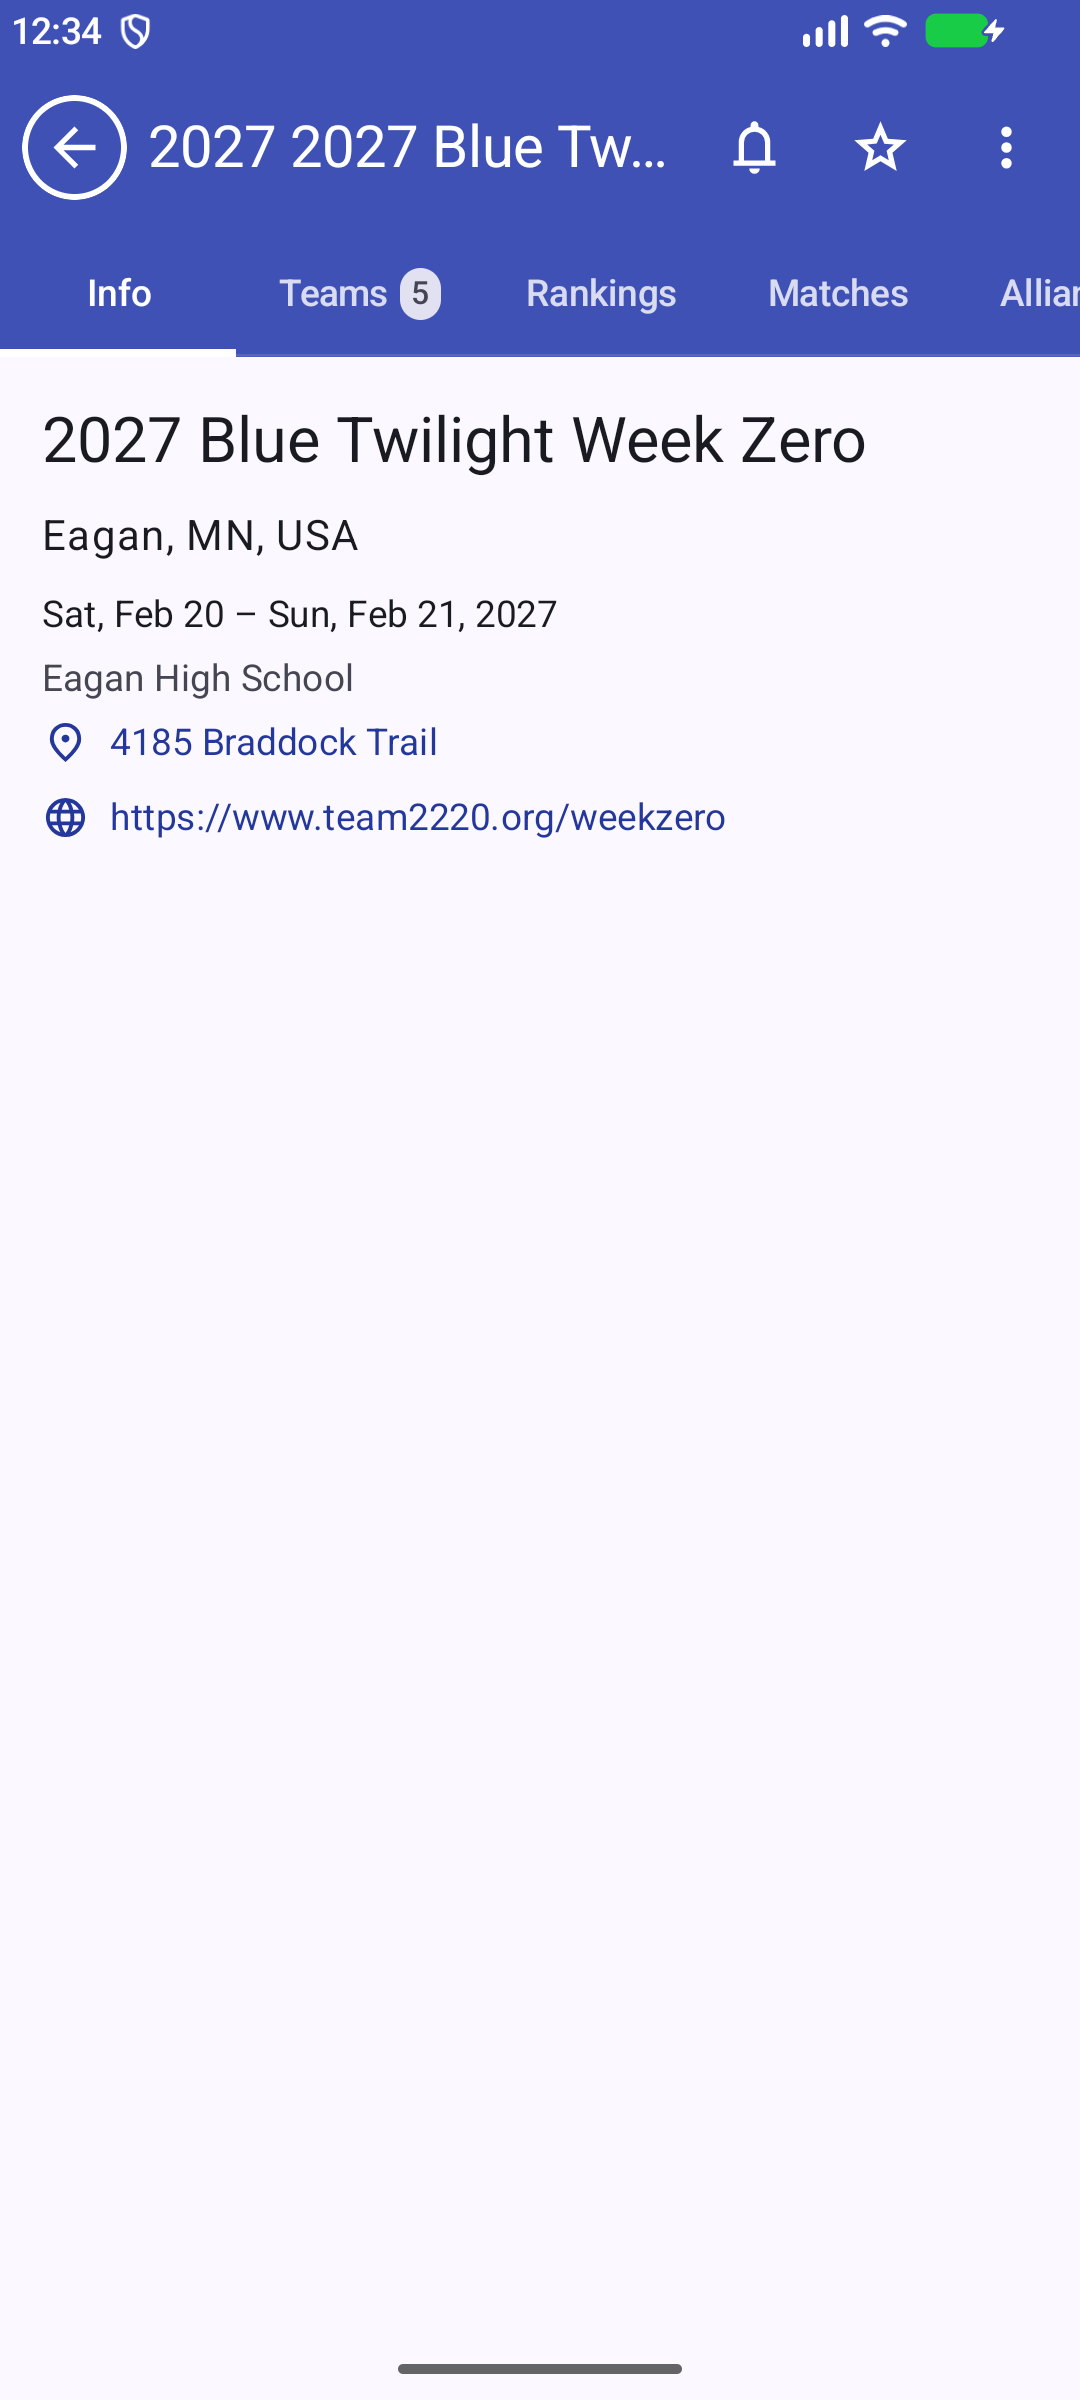 12:34
2027 2027 Blue Tw...
Info
Teams 5
Rankings
Matches
Allian
2027 Blue Twilight Week Zero
Eagan, MN, USA
Sat, Feb 20 – Sun, Feb 21, 2027
Eagan High School
4185 Braddock Trail
https://www.team2220.org/weekzero